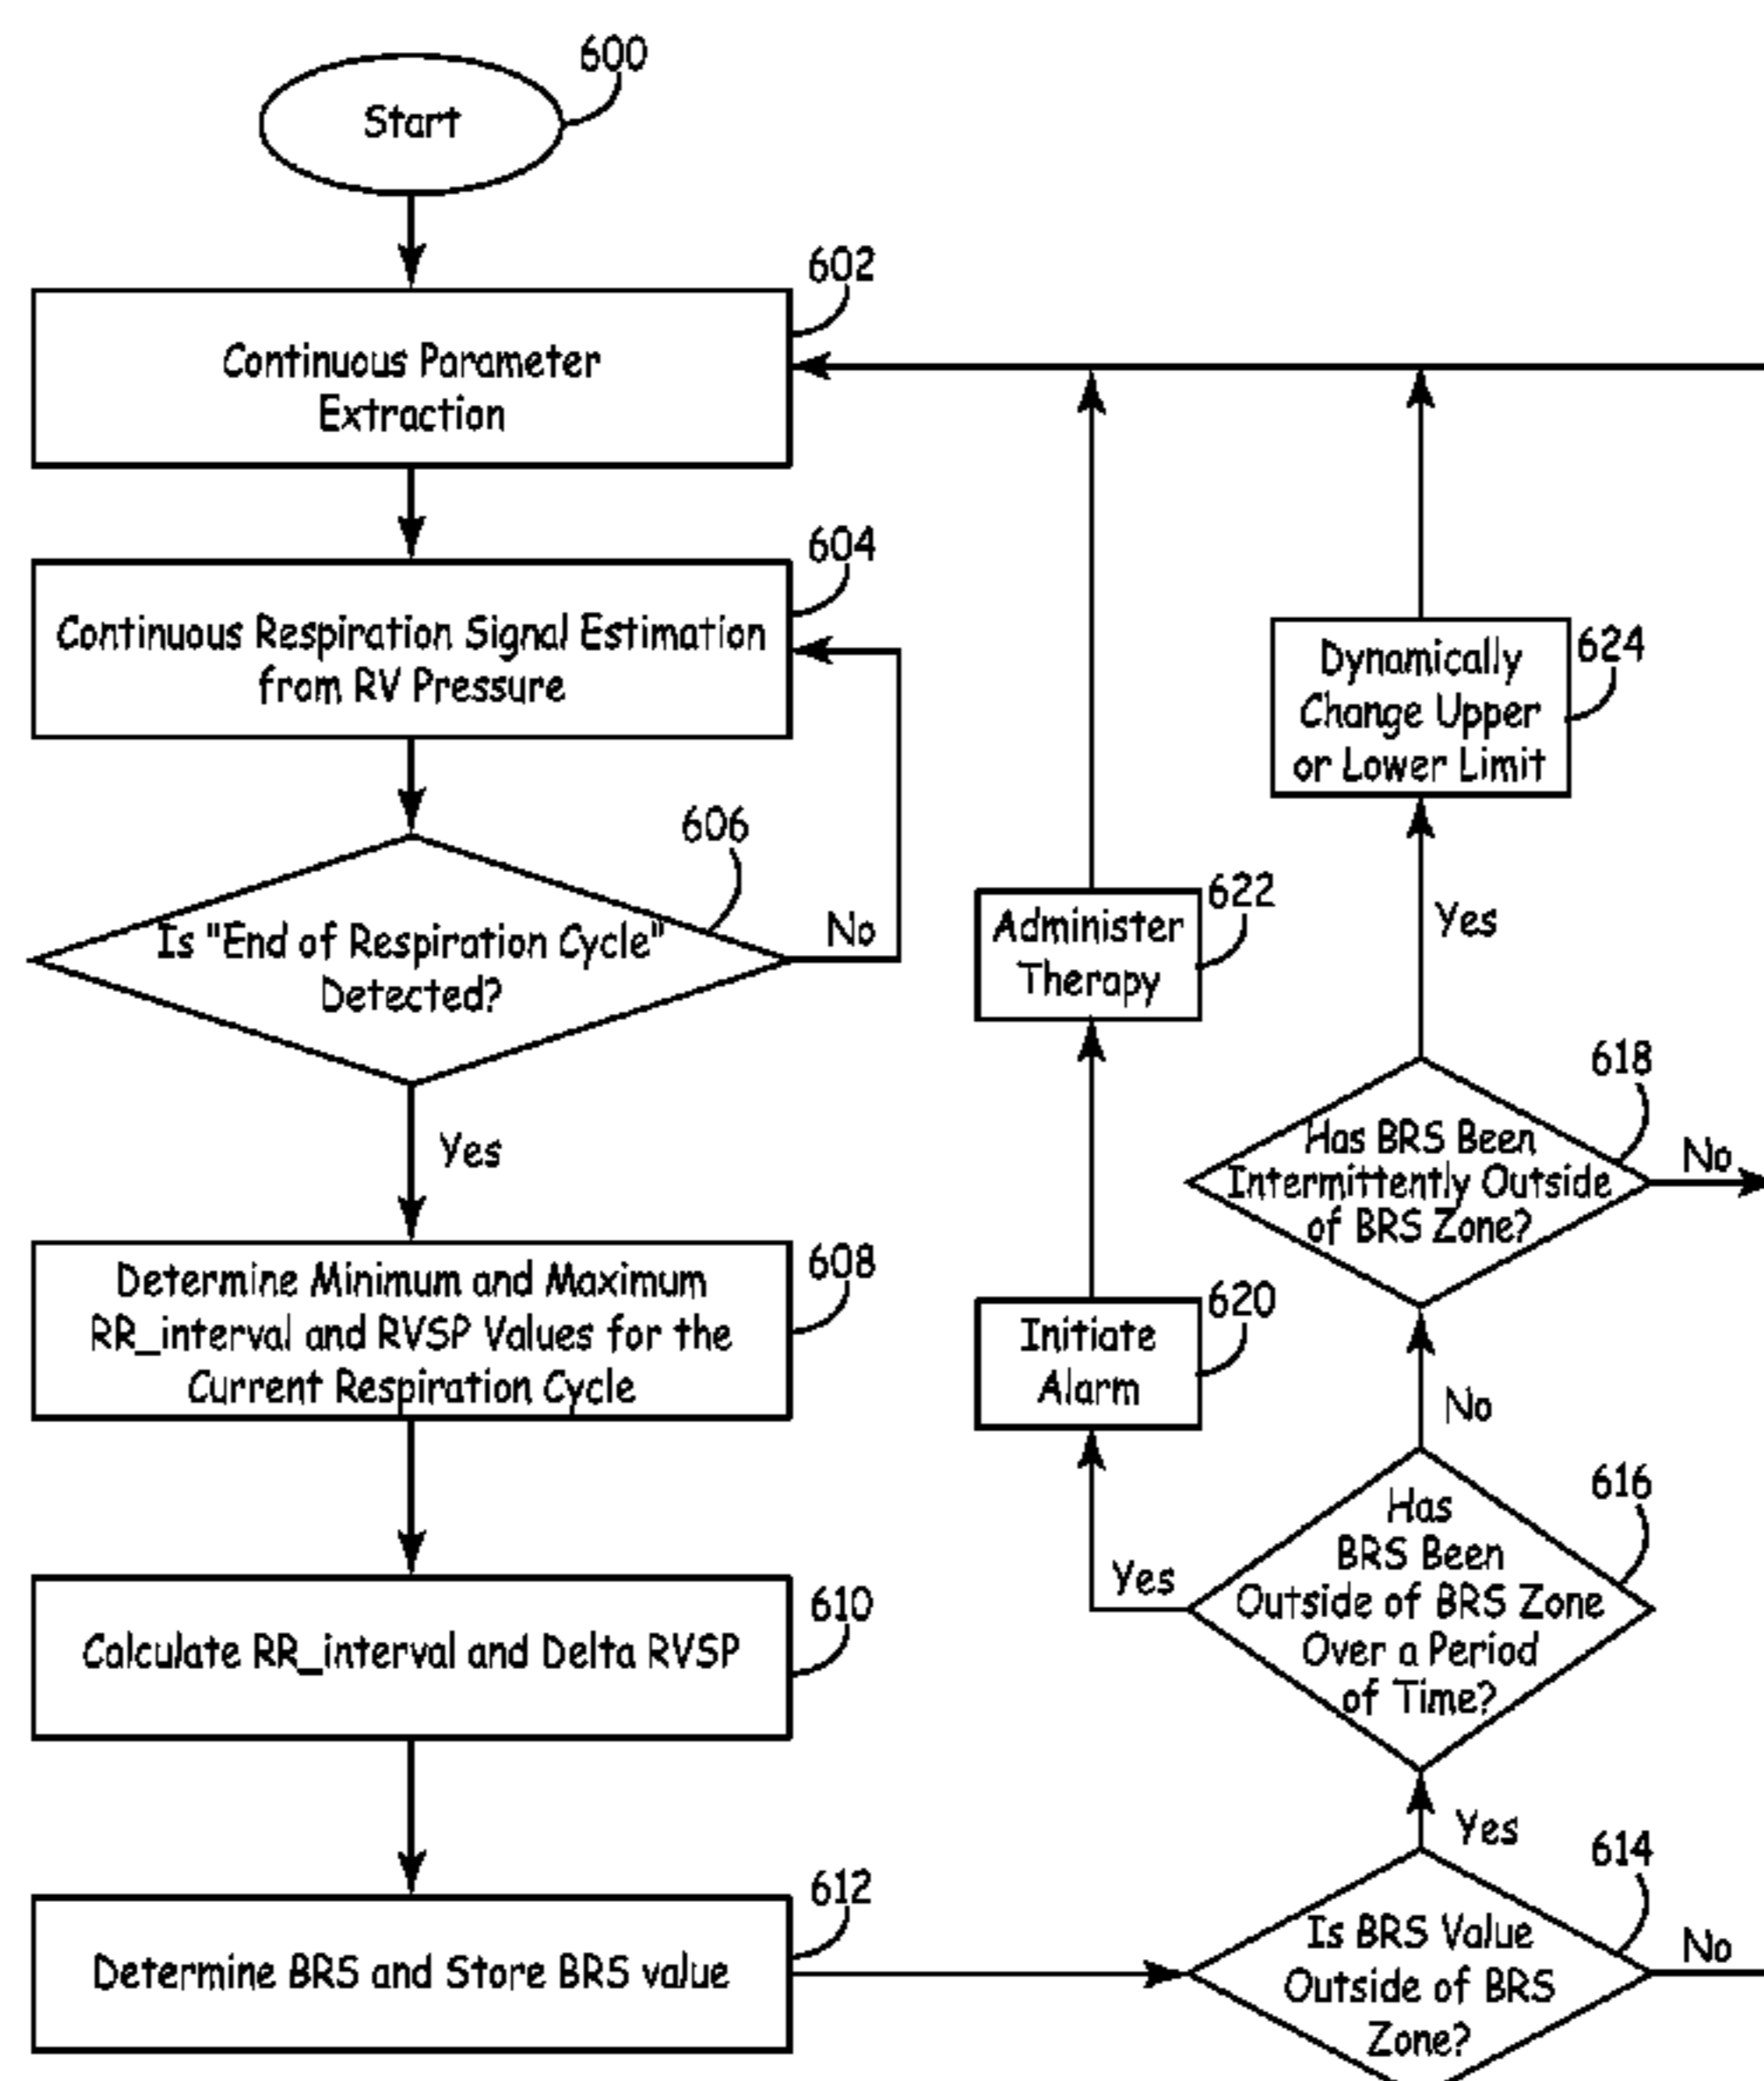 600
Start
602
Continuous Parameter
Extraction
604
Continuous Respiration Signal Estimation
from RV Pressure
606
Is "End of Respiration Cycle"
Detected?
No
Yes
608
Determine Minimum and Maximum
RR_interval and RVSP Values for the
Current Respiration Cycle
610
Calculate RR_interval and Delta RVSP
612
Determine BRS and Store BRS value
614
Is BRS Value
Outside of BRS
Zone?
No
Yes
616
Has
BRS Been
Outside of BRS Zone
Over a Period
of Time?
Yes
No
620
Initiate
Alarm
622
Administer
Therapy
618
Has BRS Been
Intermittently Outside
of BRS Zone?
No
Yes
624
Dynamically
Change Upper
or Lower Limit